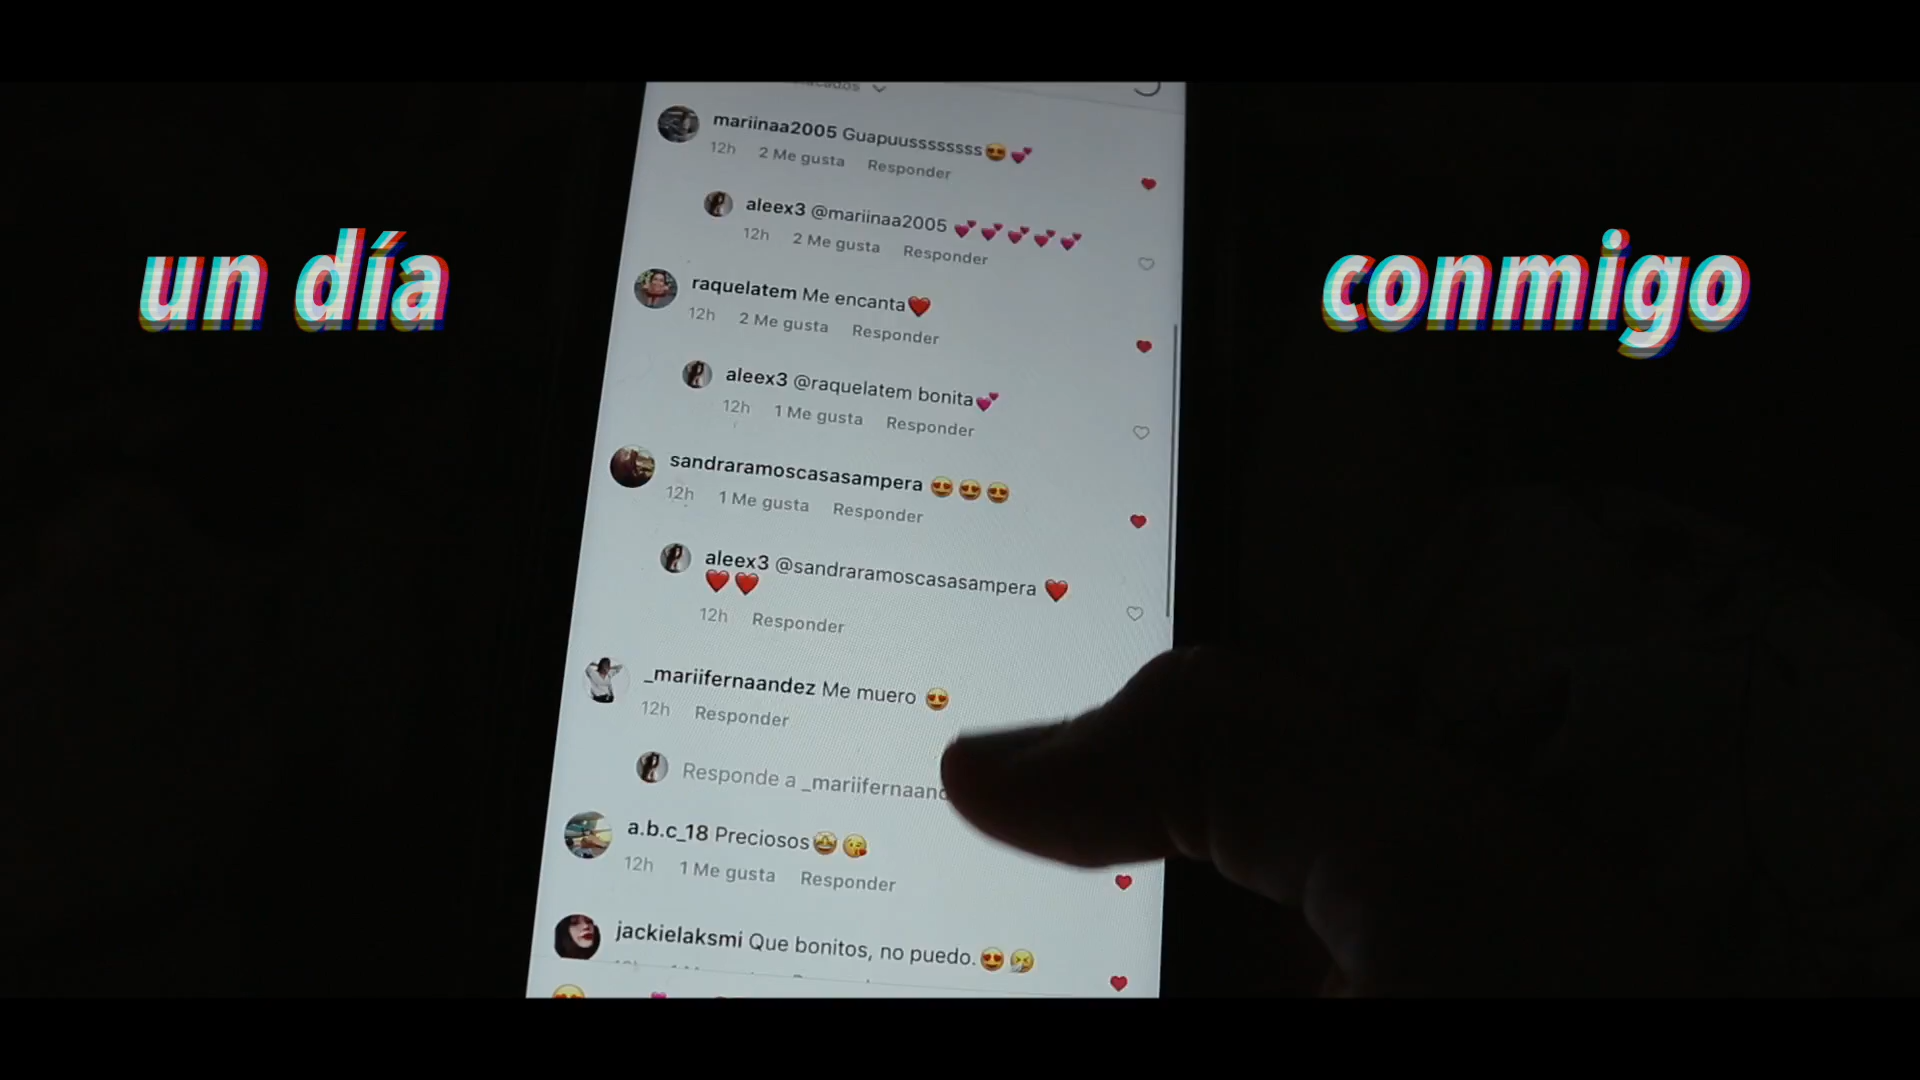 un día
conmigo
mariinaa2005 Guapuussssssss😍💕
12h 2 Me gusta Responder
aleex3 @mariinaa2005 💕💕💕💕💕
12h 2 Me gusta Responder
raquelatem Me encanta❤️
12h 2 Me gusta Responder
aleex3 @raquelatem bonita💕
12h 1 Me gusta Responder
sandraramoscasasampera 😍😍😍
12h 1 Me gusta Responder
aleex3 @sandraramoscasasampera ❤️
❤️❤️
12h Responder
_mariifernaandez Me muero 😍
12h Responder
Responde a
a.b.c_18 Preciosos🤩😘
12h 1 Me gusta Responder
jackielaksmi Que bonitos, no puedo.😍🤧